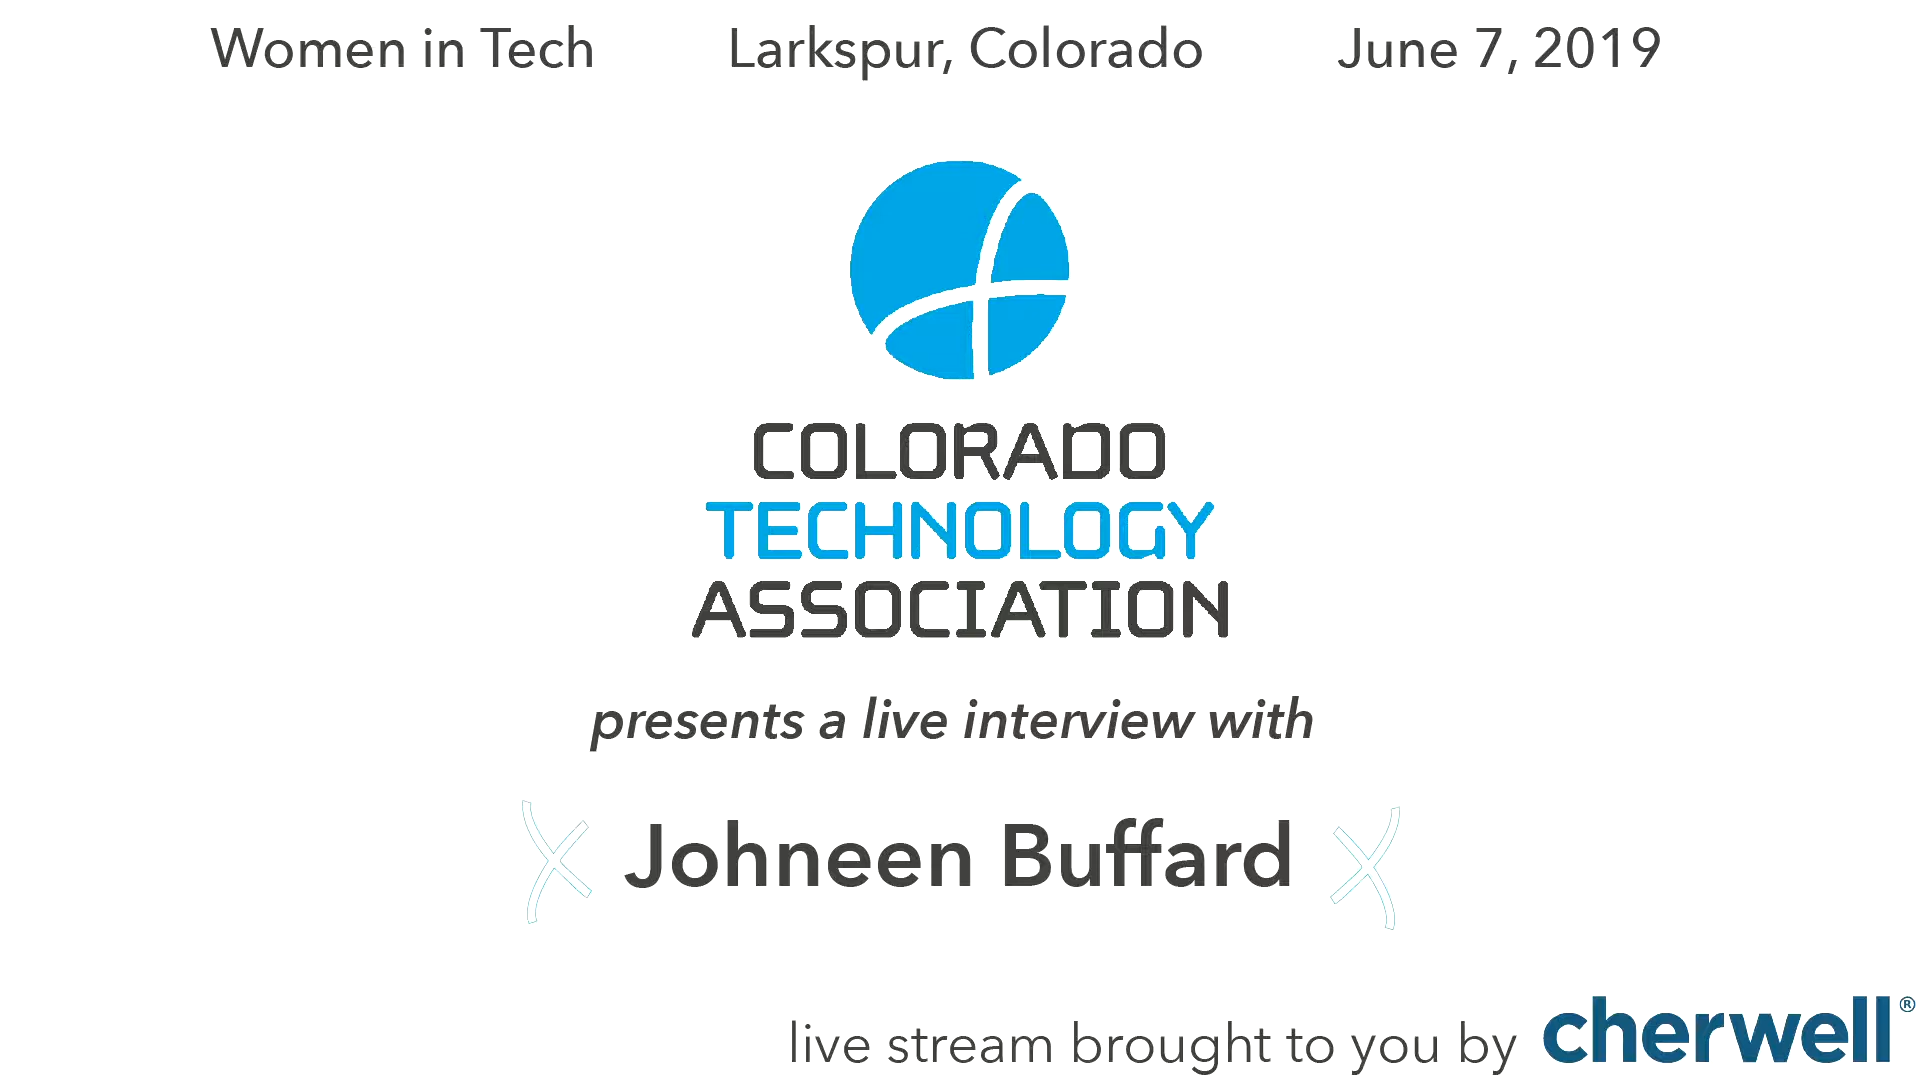 Women in Tech Larkspur, Colorado June 7, 2019
COLORADO
TECHNOLOGY
ASSOCIATION
presents a live interview with
Johneen Buffard
live stream brought to you by cherwell®